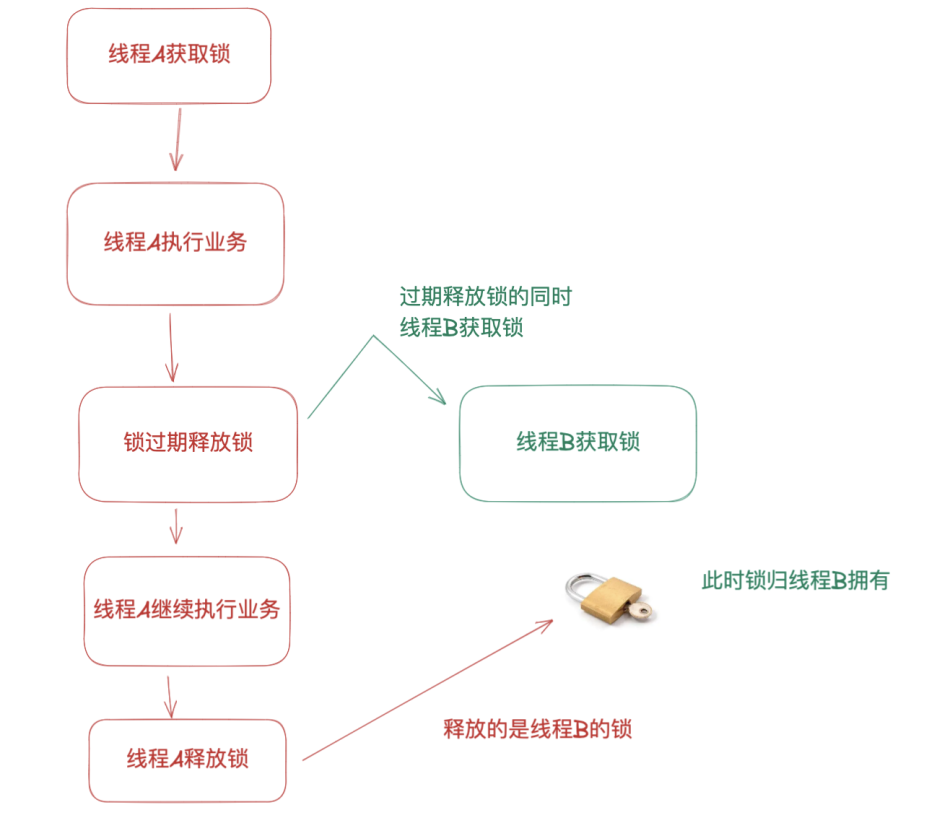 线程A获取锁
线程A执行业务
过期释放锁的同时
线程B获取锁
锁过期释放锁
线程B获取锁
此时锁归线程B拥有
线程A继续执行业务
释放的是线程B的锁
线程A释放锁